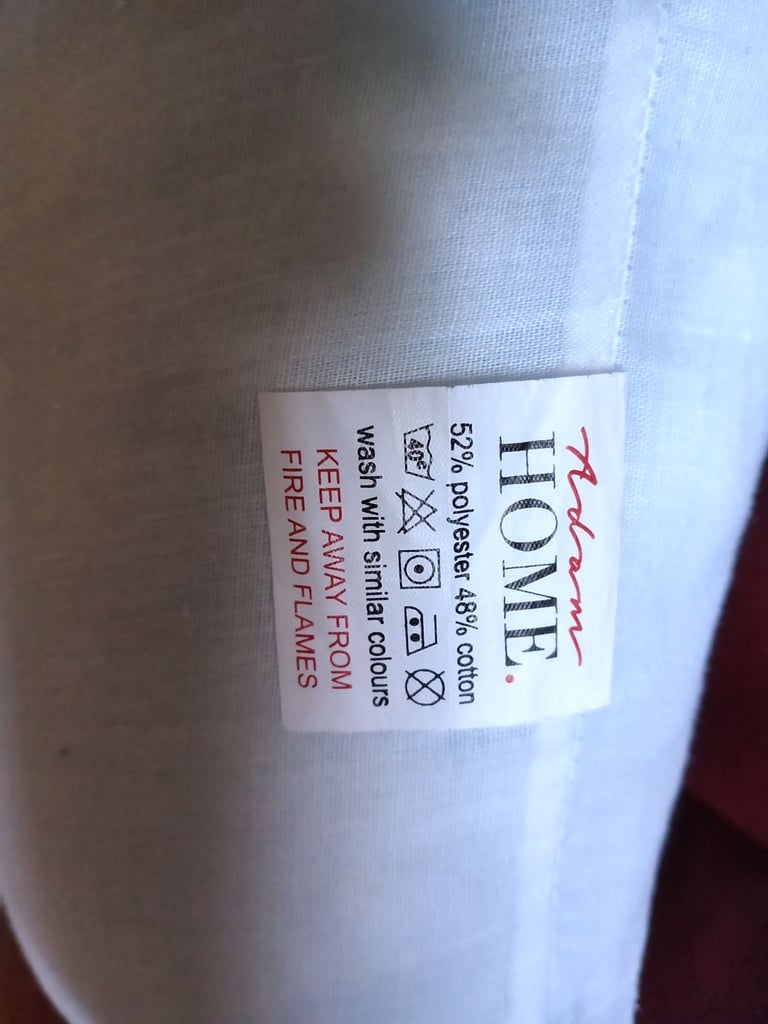 Adam
HOME.
52% polyester 48% cotton
40°
wash with similar colours
KEEP AWAY FROM
FIRE AND FLAMES